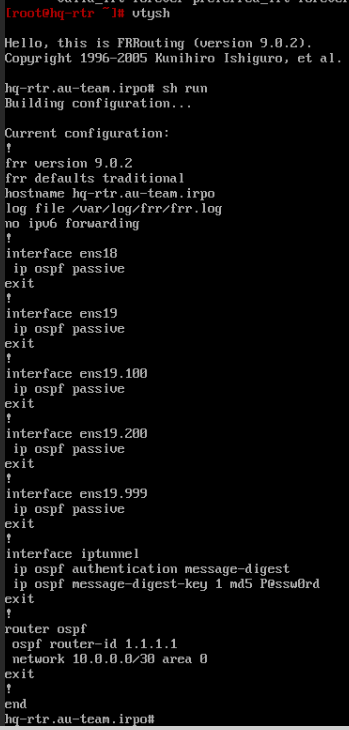 [root@hq-rtr ~]# vtysh
Hello, this is FRRouting (version 9.0.2).
Copyright 1996-2005 Kunihiro Ishiguro, et al.
hq-rtr.au-team.irpo# sh run
Building configuration...
Current configuration:
!
frr version 9.0.2
frr defaults traditional
hostname hq-rtr.au-team.irpo
log file /var/log/frr/frr.log
no ipv6 forwarding
!
interface ens18
 ip ospf passive
exit
!
interface ens19
 ip ospf passive
exit
!
interface ens19.100
 ip ospf passive
exit
!
interface ens19.200
 ip ospf passive
exit
!
interface ens19.999
 ip ospf passive
exit
!
interface iptunnel
 ip ospf authentication message-digest
 ip ospf message-digest-key 1 md5 P@ssw0rd
exit
!
router ospf
 ospf router-id 1.1.1.1
 network 10.0.0.0/30 area 0
exit
!
end
hq-rtr.au-team.irpo#